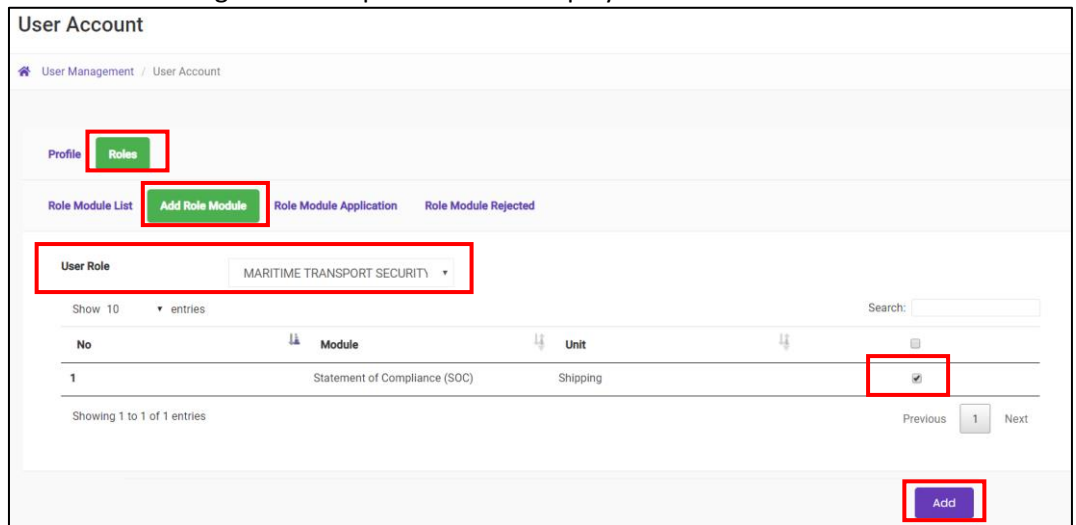 User Account
User Management / User Account
Profile Roles
Role Module List Add Role Module Role Module Application Role Module Rejected
User Role MARITIME TRANSPORT SECURITY
Show 10 entries Search:
No Module Unit
1 Statement of Compliance (SOC) Shipping
Showing 1 to 1 of 1 entries Previous 1 Next
Add